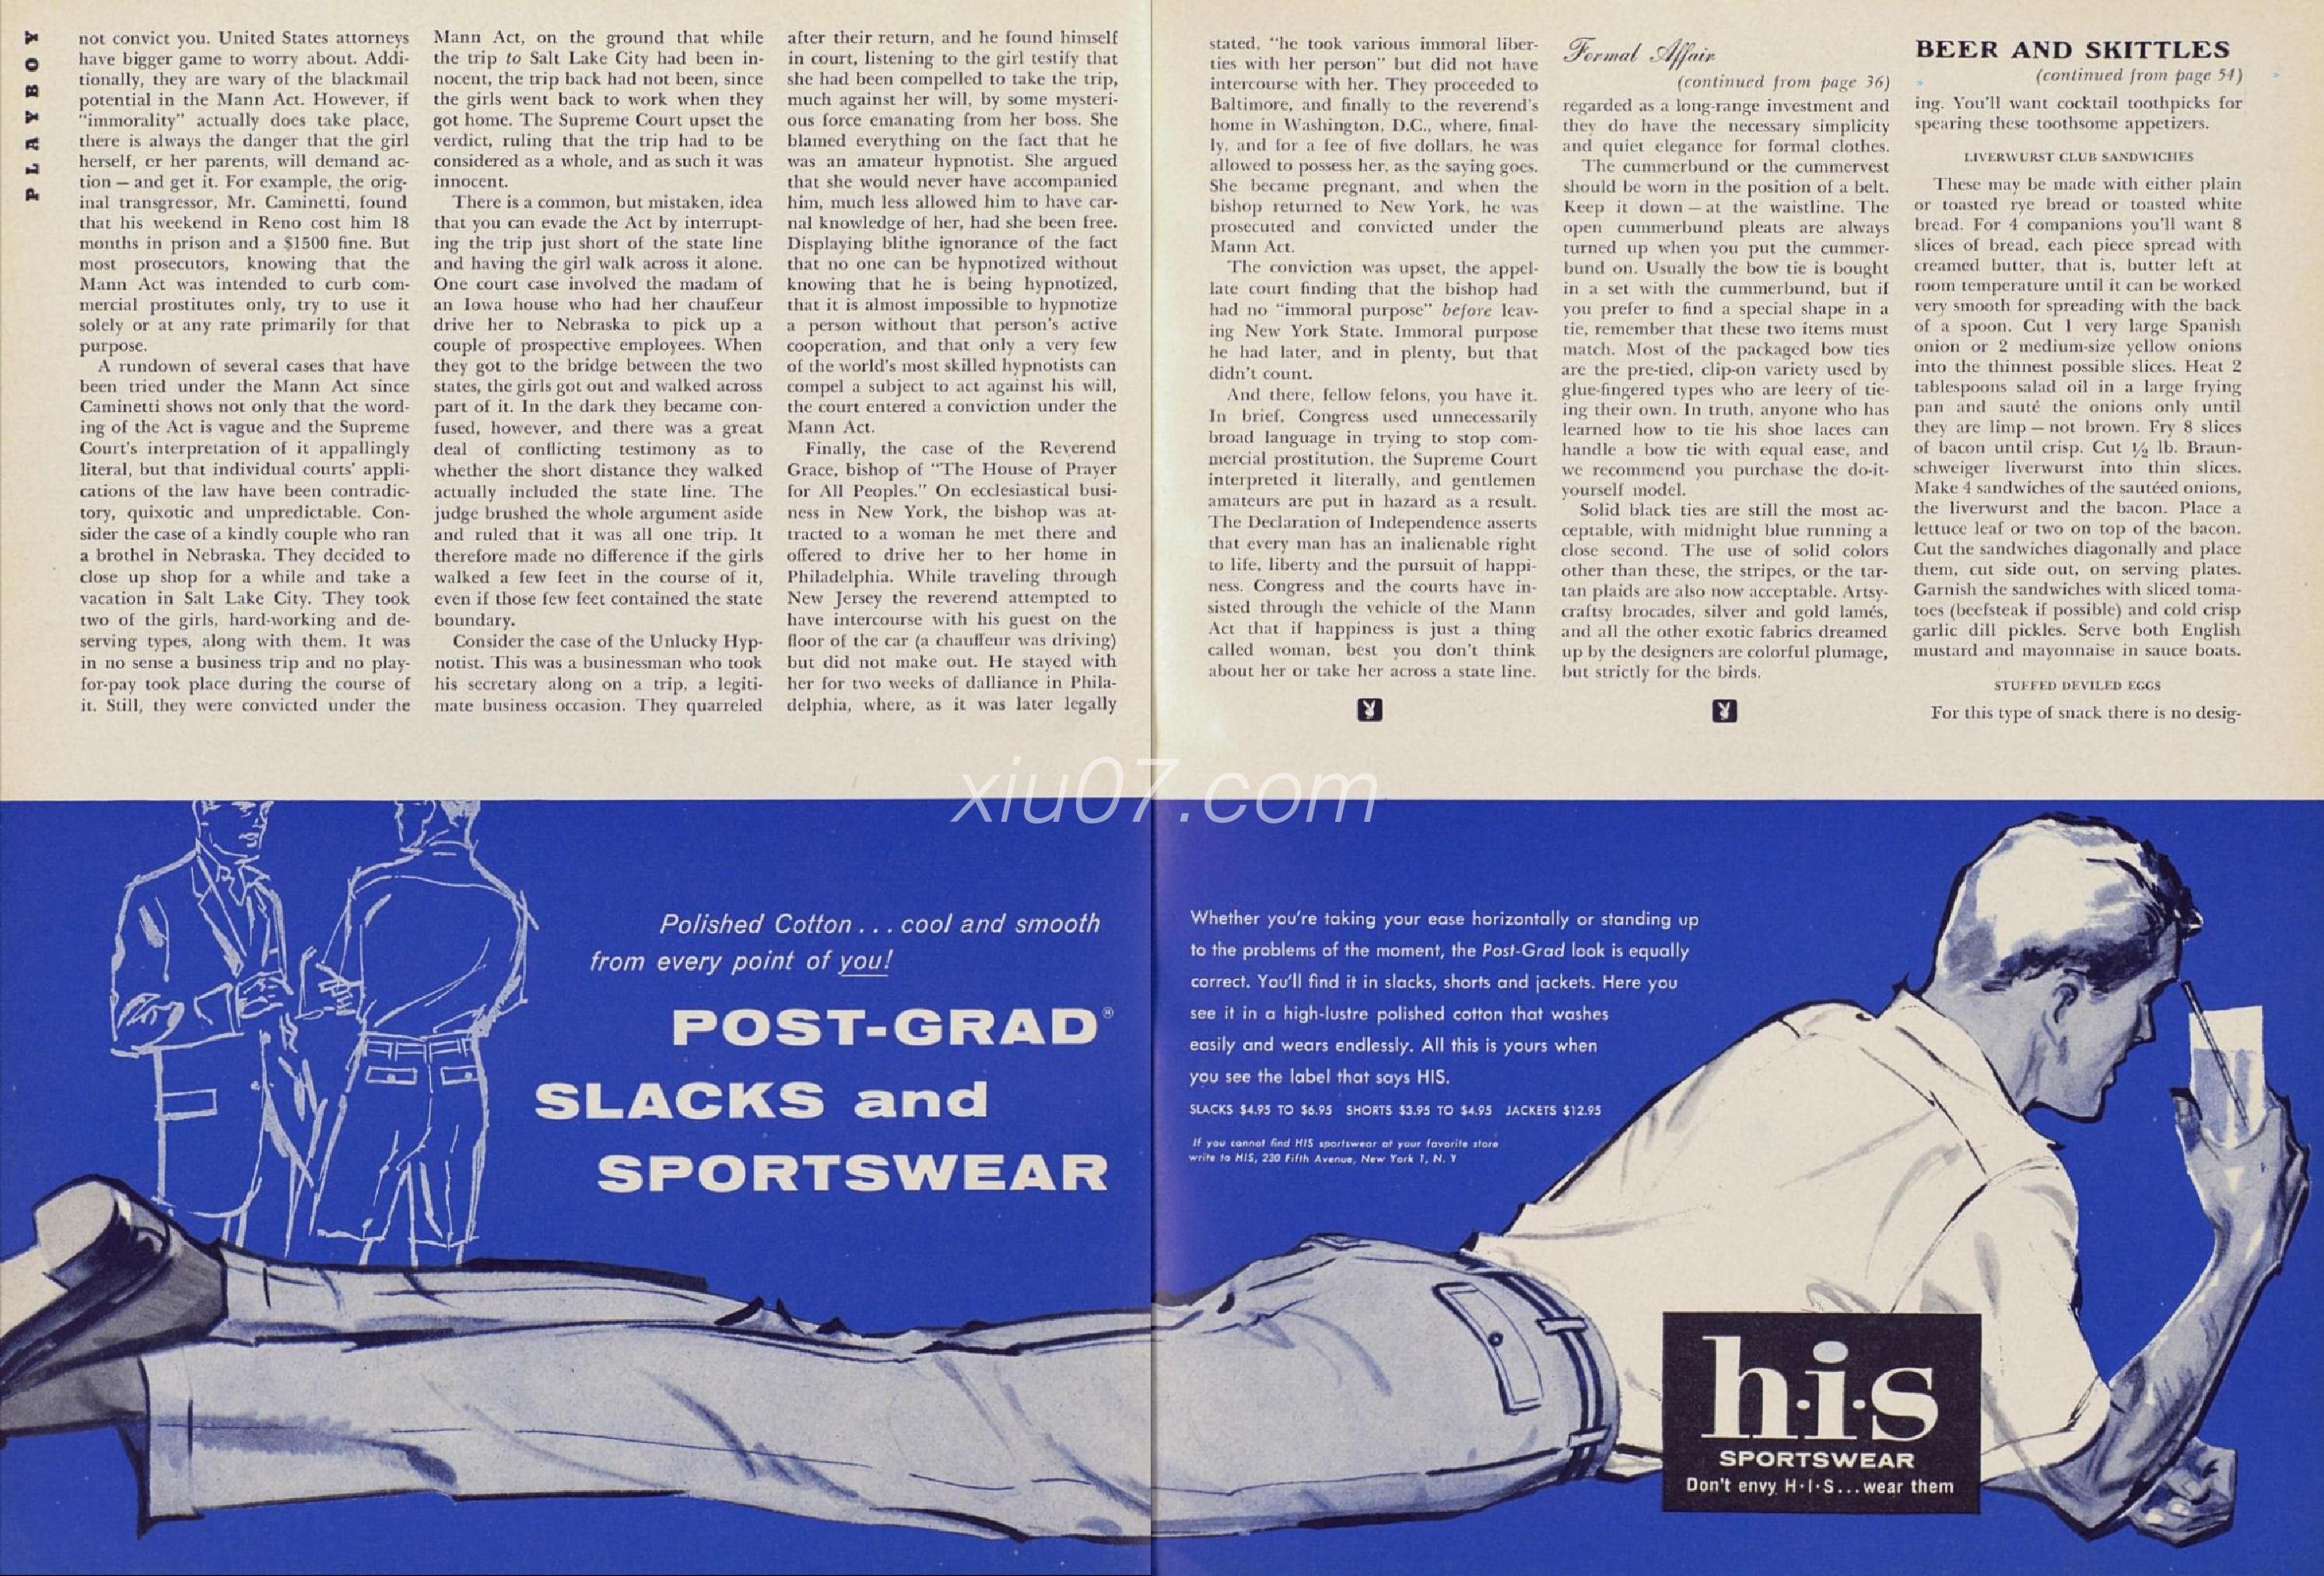 PLAYBOY
not convict you. United States attorneys
have bigger game to worry about. Addi-
tionally, they are wary of the blackmail
potential in the Mann Act. However, if
"immorality" actually does take place,
there is always the danger that the girl
herself, or her parents, will demand ac-
tion — and get it. For example, the orig-
inal transgressor, Mr. Caminetti, found
that his weekend in Reno cost him 18
months in prison and a $1500 fine. But
most prosecutors, knowing that the
Mann Act was intended to curb com-
mercial prostitutes only, try to use it
solely or at any rate primarily for that
purpose.
A rundown of several cases that have
been tried under the Mann Act since
Caminetti shows not only that the word-
ing of the Act is vague and the Supreme
Court's interpretation of it appallingly
literal, but that individual courts' appli-
cations of the law have been contradic-
tory, quixotic and unpredictable. Con-
sider the case of a kindly couple who ran
a brothel in Nebraska. They decided to
close up shop for a while and take a
vacation in Salt Lake City. They took
two of the girls, hard-working and de-
serving types, along with them. It was
in no sense a business trip and no play-
for-pay took place during the course of
it. Still, they were convicted under the
Mann Act, on the ground that while
the trip to Salt Lake City had been in-
nocent, the trip back had not been, since
the girls went back to work when they
got home. The Supreme Court upset the
verdict, ruling that the trip had to be
considered as a whole, and as such it was
innocent.
There is a common, but mistaken, idea
that you can evade the Act by interrupt-
ing the trip just short of the state line
and having the girl walk across it alone.
One court case involved the madam of
an Iowa house who had her chauffeur
drive her to Nebraska to pick up a
couple of prospective employees. When
they got to the bridge between the two
states, the girls got out and walked across
part of it. In the dark they became con-
fused, however, and there was a great
deal of conflicting testimony as to
whether the short distance they walked
actually included the state line. The
judge brushed the whole argument aside
and ruled that it was all one trip. It
therefore made no difference if the girls
walked a few feet in the course of it,
even if those few feet contained the state
boundary.
Consider the case of the Unlucky Hyp-
notist. This was a businessman who took
his secretary along on a trip, a legiti-
mate business occasion. They quarreled
after their return, and he found himself
in court, listening to the girl testify that
she had been compelled to take the trip,
much against her will, by some mysteri-
ous force emanating from her boss. She
blamed everything on the fact that he
was an amateur hypnotist. She argued
that she would never have accompanied
him, much less allowed him to have car-
nal knowledge of her, had she been free.
Displaying blithe ignorance of the fact
that no one can be hypnotized without
knowing that he is being hypnotized,
that it is almost impossible to hypnotize
a person without that person's active
cooperation, and that only a very few
of the world's most skilled hypnotists can
compel a subject to act against his will,
the court entered a conviction under the
Mann Act.
Finally, the case of the Reverend
Grace, bishop of "The House of Prayer
for All Peoples." On ecclesiastical busi-
ness in New York, the bishop was at-
tracted to a woman he met there and
offered to drive her to her home in
Philadelphia. While traveling through
New Jersey the reverend attempted to
have intercourse with his guest on the
floor of the car (a chauffeur was driving)
but did not make out. He stayed with
her for two weeks of dalliance in Phila-
delphia, where, as it was later legally
stated, "he took various immoral liber-
ties with her person" but did not have
intercourse with her. They proceeded to
Baltimore, and finally to the reverend's
home in Washington, D.C., where, final-
ly, and for a fee of five dollars, he was
allowed to possess her, as the saying goes.
She became pregnant, and when the
bishop returned to New York, he was
prosecuted and convicted under the
Mann Act.
The conviction was upset, the appel-
late court finding that the bishop had
had no "immoral purpose" before leav-
ing New York State. Immoral purpose
he had later, and in plenty, but that
didn't count.
And there, fellow felons, you have it.
In brief, Congress used unnecessarily
broad language in trying to stop com-
mercial prostitution, the Supreme Court
interpreted it literally, and gentlemen
amateurs are put in hazard as a result.
The Declaration of Independence asserts
that every man has an inalienable right
to life, liberty and the pursuit of happi-
ness. Congress and the courts have in-
sisted through the vehicle of the Mann
Act that if happiness is just a thing
called woman, best you don't think
about her or take her across a state line.
Formal Affair
(continued from page 36)
regarded as a long-range investment and
they do have the necessary simplicity
and quiet elegance for formal clothes.
The cummerbund or the cummervest
should be worn in the position of a belt.
Keep it down — at the waistline. The
open cummerbund pleats are always
turned up when you put the cummer-
bund on. Usually the bow tie is bought
in a set with the cummerbund, but if
you prefer to find a special shape in a
tie, remember that these two items must
match. Most of the packaged bow ties
are the pre-tied, clip-on variety used by
glue-fingered types who are leery of tie-
ing their own. In truth, anyone who has
learned how to tie his shoe laces can
handle a bow tie with equal ease, and
we recommend you purchase the do-it-
yourself model.
Solid black ties are still the most ac-
ceptable, with midnight blue running a
close second. The use of solid colors
other than these, the stripes, or the tar-
tan plaids are also now acceptable. Artsy-
craftsy brocades, silver and gold lamés,
and all the other exotic fabrics dreamed
up by the designers are colorful plumage,
but strictly for the birds.
BEER AND SKITTLES
(continued from page 54)
ing. You'll want cocktail toothpicks for
spearing these toothsome appetizers.
LIVERWURST CLUB SANDWICHES
These may be made with either plain
or toasted rye bread or toasted white
bread. For 4 companions you'll want 8
slices of bread, each piece spread with
creamed butter, that is, butter left at
room temperature until it can be worked
very smooth for spreading with the back
of a spoon. Cut 1 very large Spanish
onion or 2 medium-size yellow onions
into the thinnest possible slices. Heat 2
tablespoons salad oil in a large frying
pan and sauté the onions only until
they are limp — not brown. Fry 8 slices
of bacon until crisp. Cut ½ lb. Braun-
schweiger liverwurst into thin slices.
Make 4 sandwiches of the sautéed onions,
the liverwurst and the bacon. Place a
lettuce leaf or two on top of the bacon.
Cut the sandwiches diagonally and place
them, cut side out, on serving plates.
Garnish the sandwiches with sliced toma-
toes (beefsteak if possible) and cold crisp
garlic dill pickles. Serve both English
mustard and mayonnaise in sauce boats.
STUFFED DEVILED EGGS
For this type of snack there is no desig-
xiu07.com
Polished Cotton . . . cool and smooth
from every point of you!
POST-GRAD®
SLACKS and
SPORTSWEAR
Whether you're taking your ease horizontally or standing up
to the problems of the moment, the Post-Grad look is equally
correct. You'll find it in slacks, shorts and jackets. Here you
see it in a high-lustre polished cotton that washes
easily and wears endlessly. All this is yours when
you see the label that says HIS.
SLACKS $4.95 TO $6.95 SHORTS $3.95 TO $4.95 JACKETS $12.95
If you cannot find HIS sportswear at your favorite store
write to HIS, 230 Fifth Avenue, New York 1, N. Y
h·i·s
SPORTSWEAR
Don't envy H·I·S...wear them